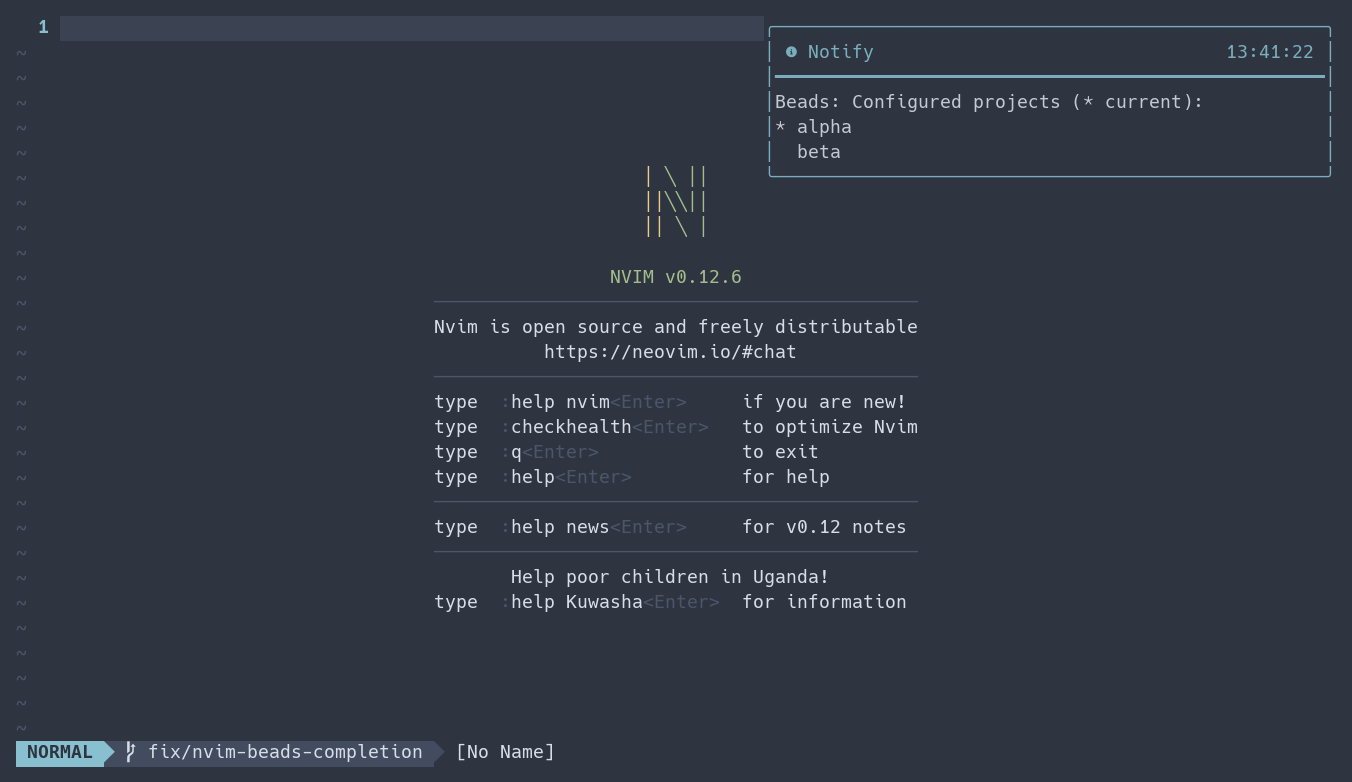 1
Notify 13:41:22
Beads: Configured projects (* current):
* alpha
beta
NVIM v0.12.6
Nvim is open source and freely distributable
https://neovim.io/#chat
type :help nvim<Enter> if you are new!
type :checkhealth<Enter> to optimize Nvim
type :q<Enter> to exit
type :help<Enter> for help
type :help news<Enter> for v0.12 notes
Help poor children in Uganda!
type :help Kuwasha<Enter> for information
NORMAL fix/nvim-beads-completion [No Name]